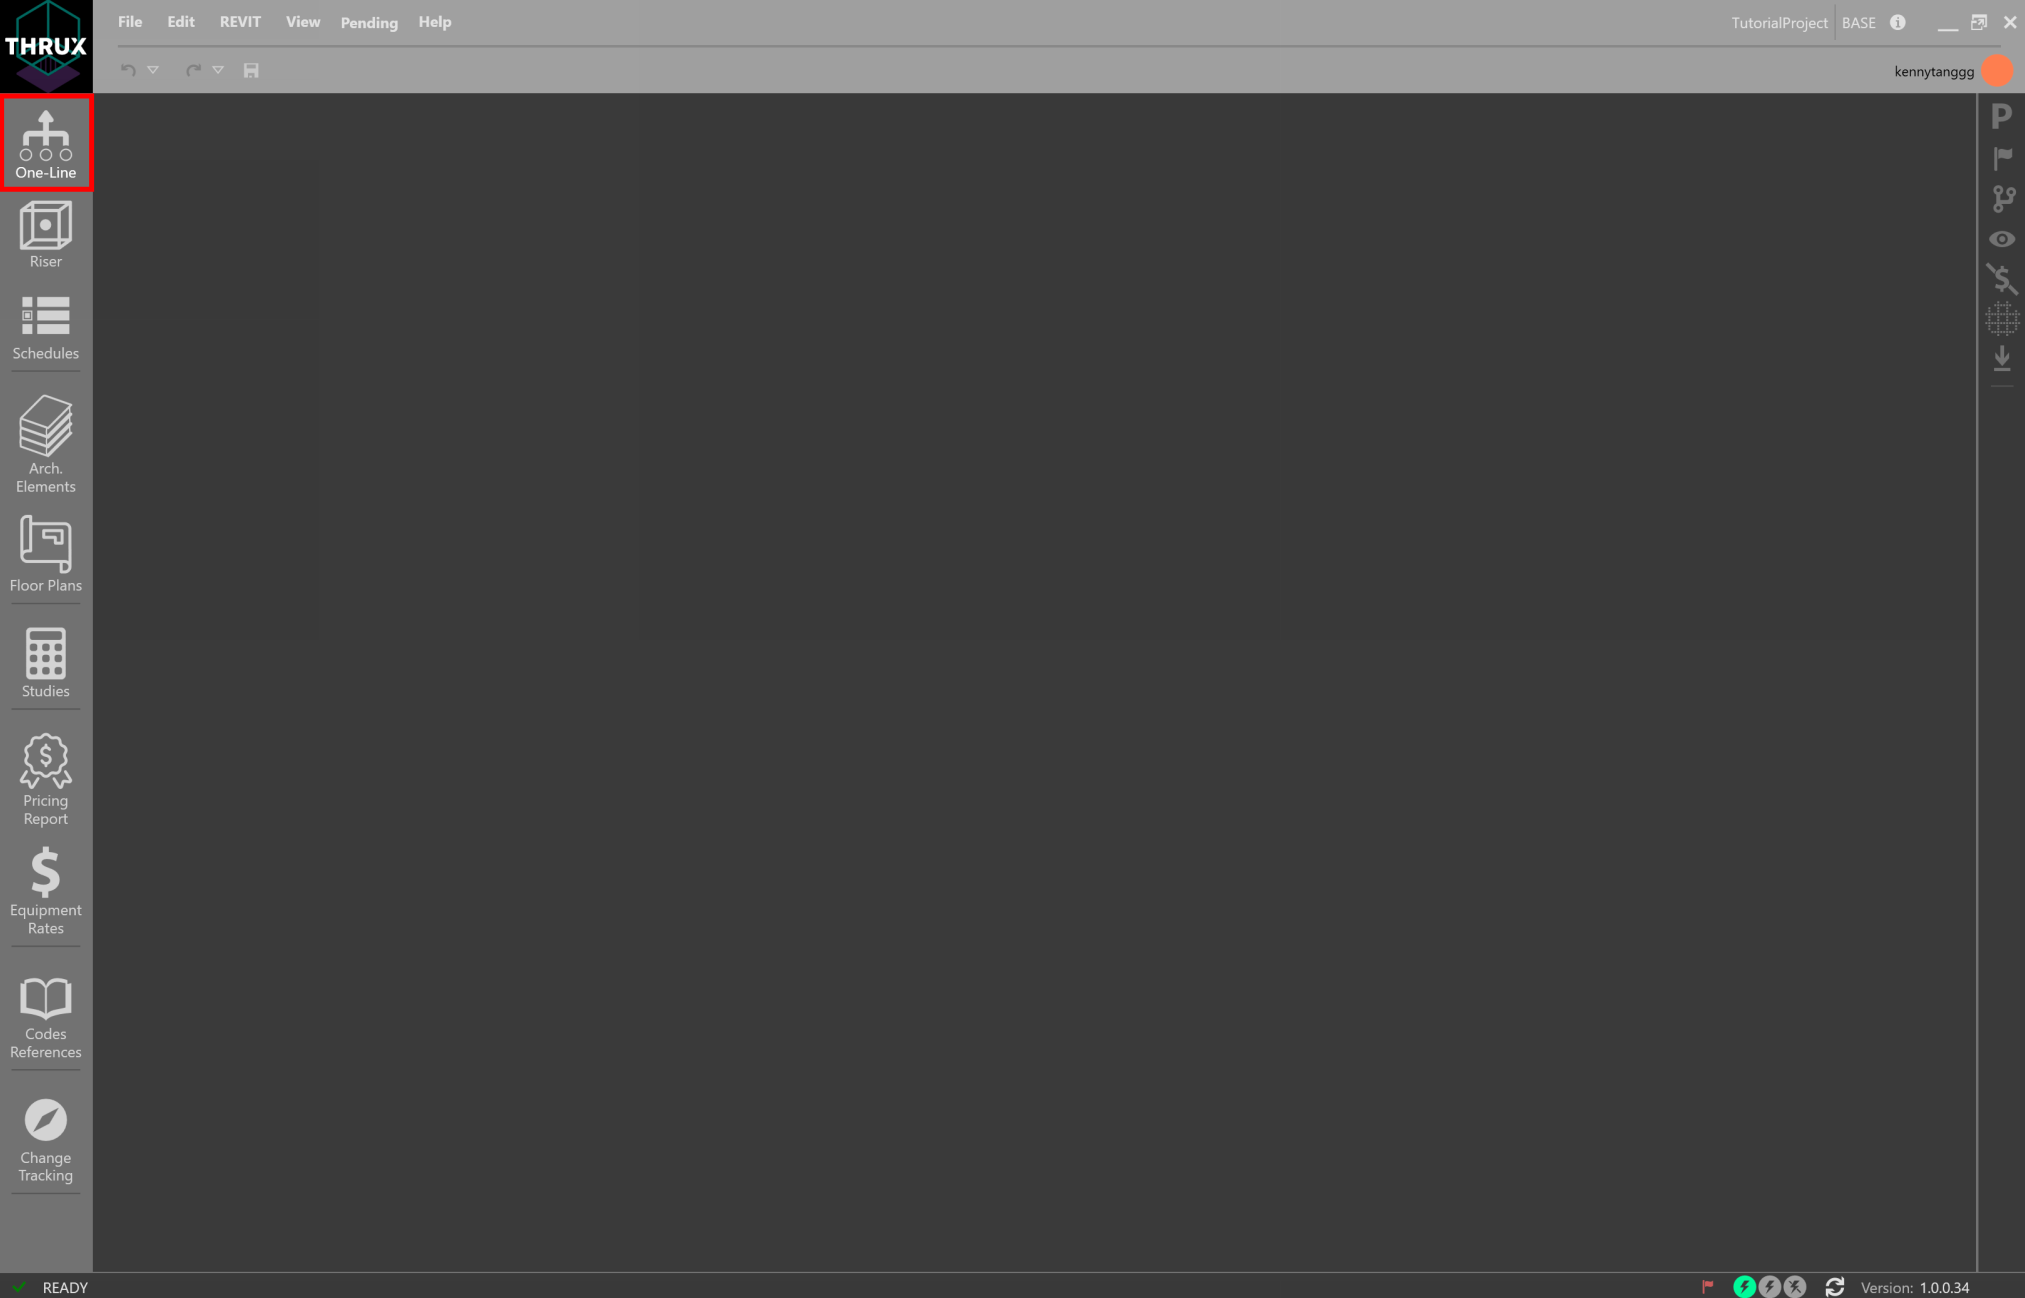 THRUX
File Edit REVIT View Pending Help
TutorialProject BASE
kennytanggg
One-Line
Riser
Schedules
Arch.
Elements
Floor Plans
Studies
Pricing
Report
Equipment
Rates
Codes
References
Change
Tracking
READY
Version: 1.0.0.34